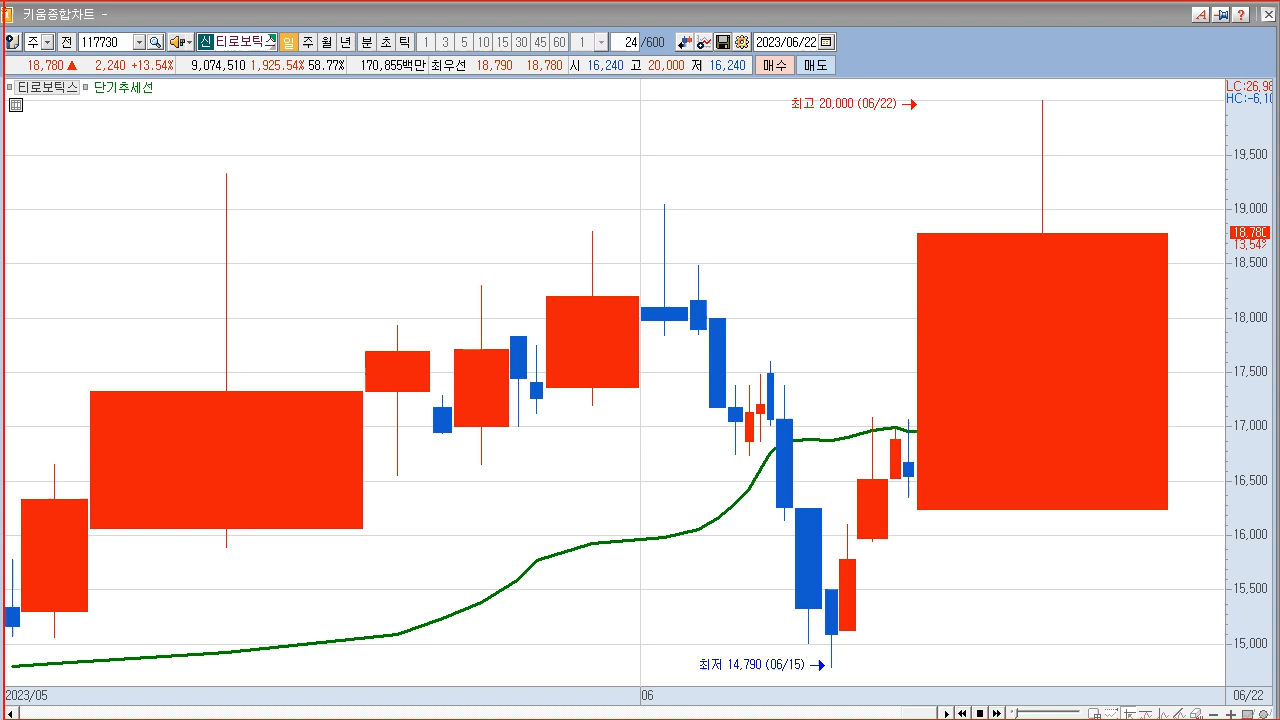 키움종합차트 -
주 전 117730 신 티로보틱 일 주 월 년 분 초 틱 1 3 5 10 15 30 45 60 1 24 /600 2023/06/22
18,780 ▲ 2,240 +13.54% 9,074,510 1,925.54% 58.77% 170,855백만 최우선 18,790 18,780 시 16,240 고 20,000 저 16,240 매수 매도
티로보틱스 단기추세선
LC:26,98
HC:-6,10
최고 20,000 (06/22)
19,500
19,000
18,780
13,54%
18,500
18,000
17,500
17,000
16,500
16,000
15,500
15,000
최저 14,790 (06/15)
2023/05 06 06/22